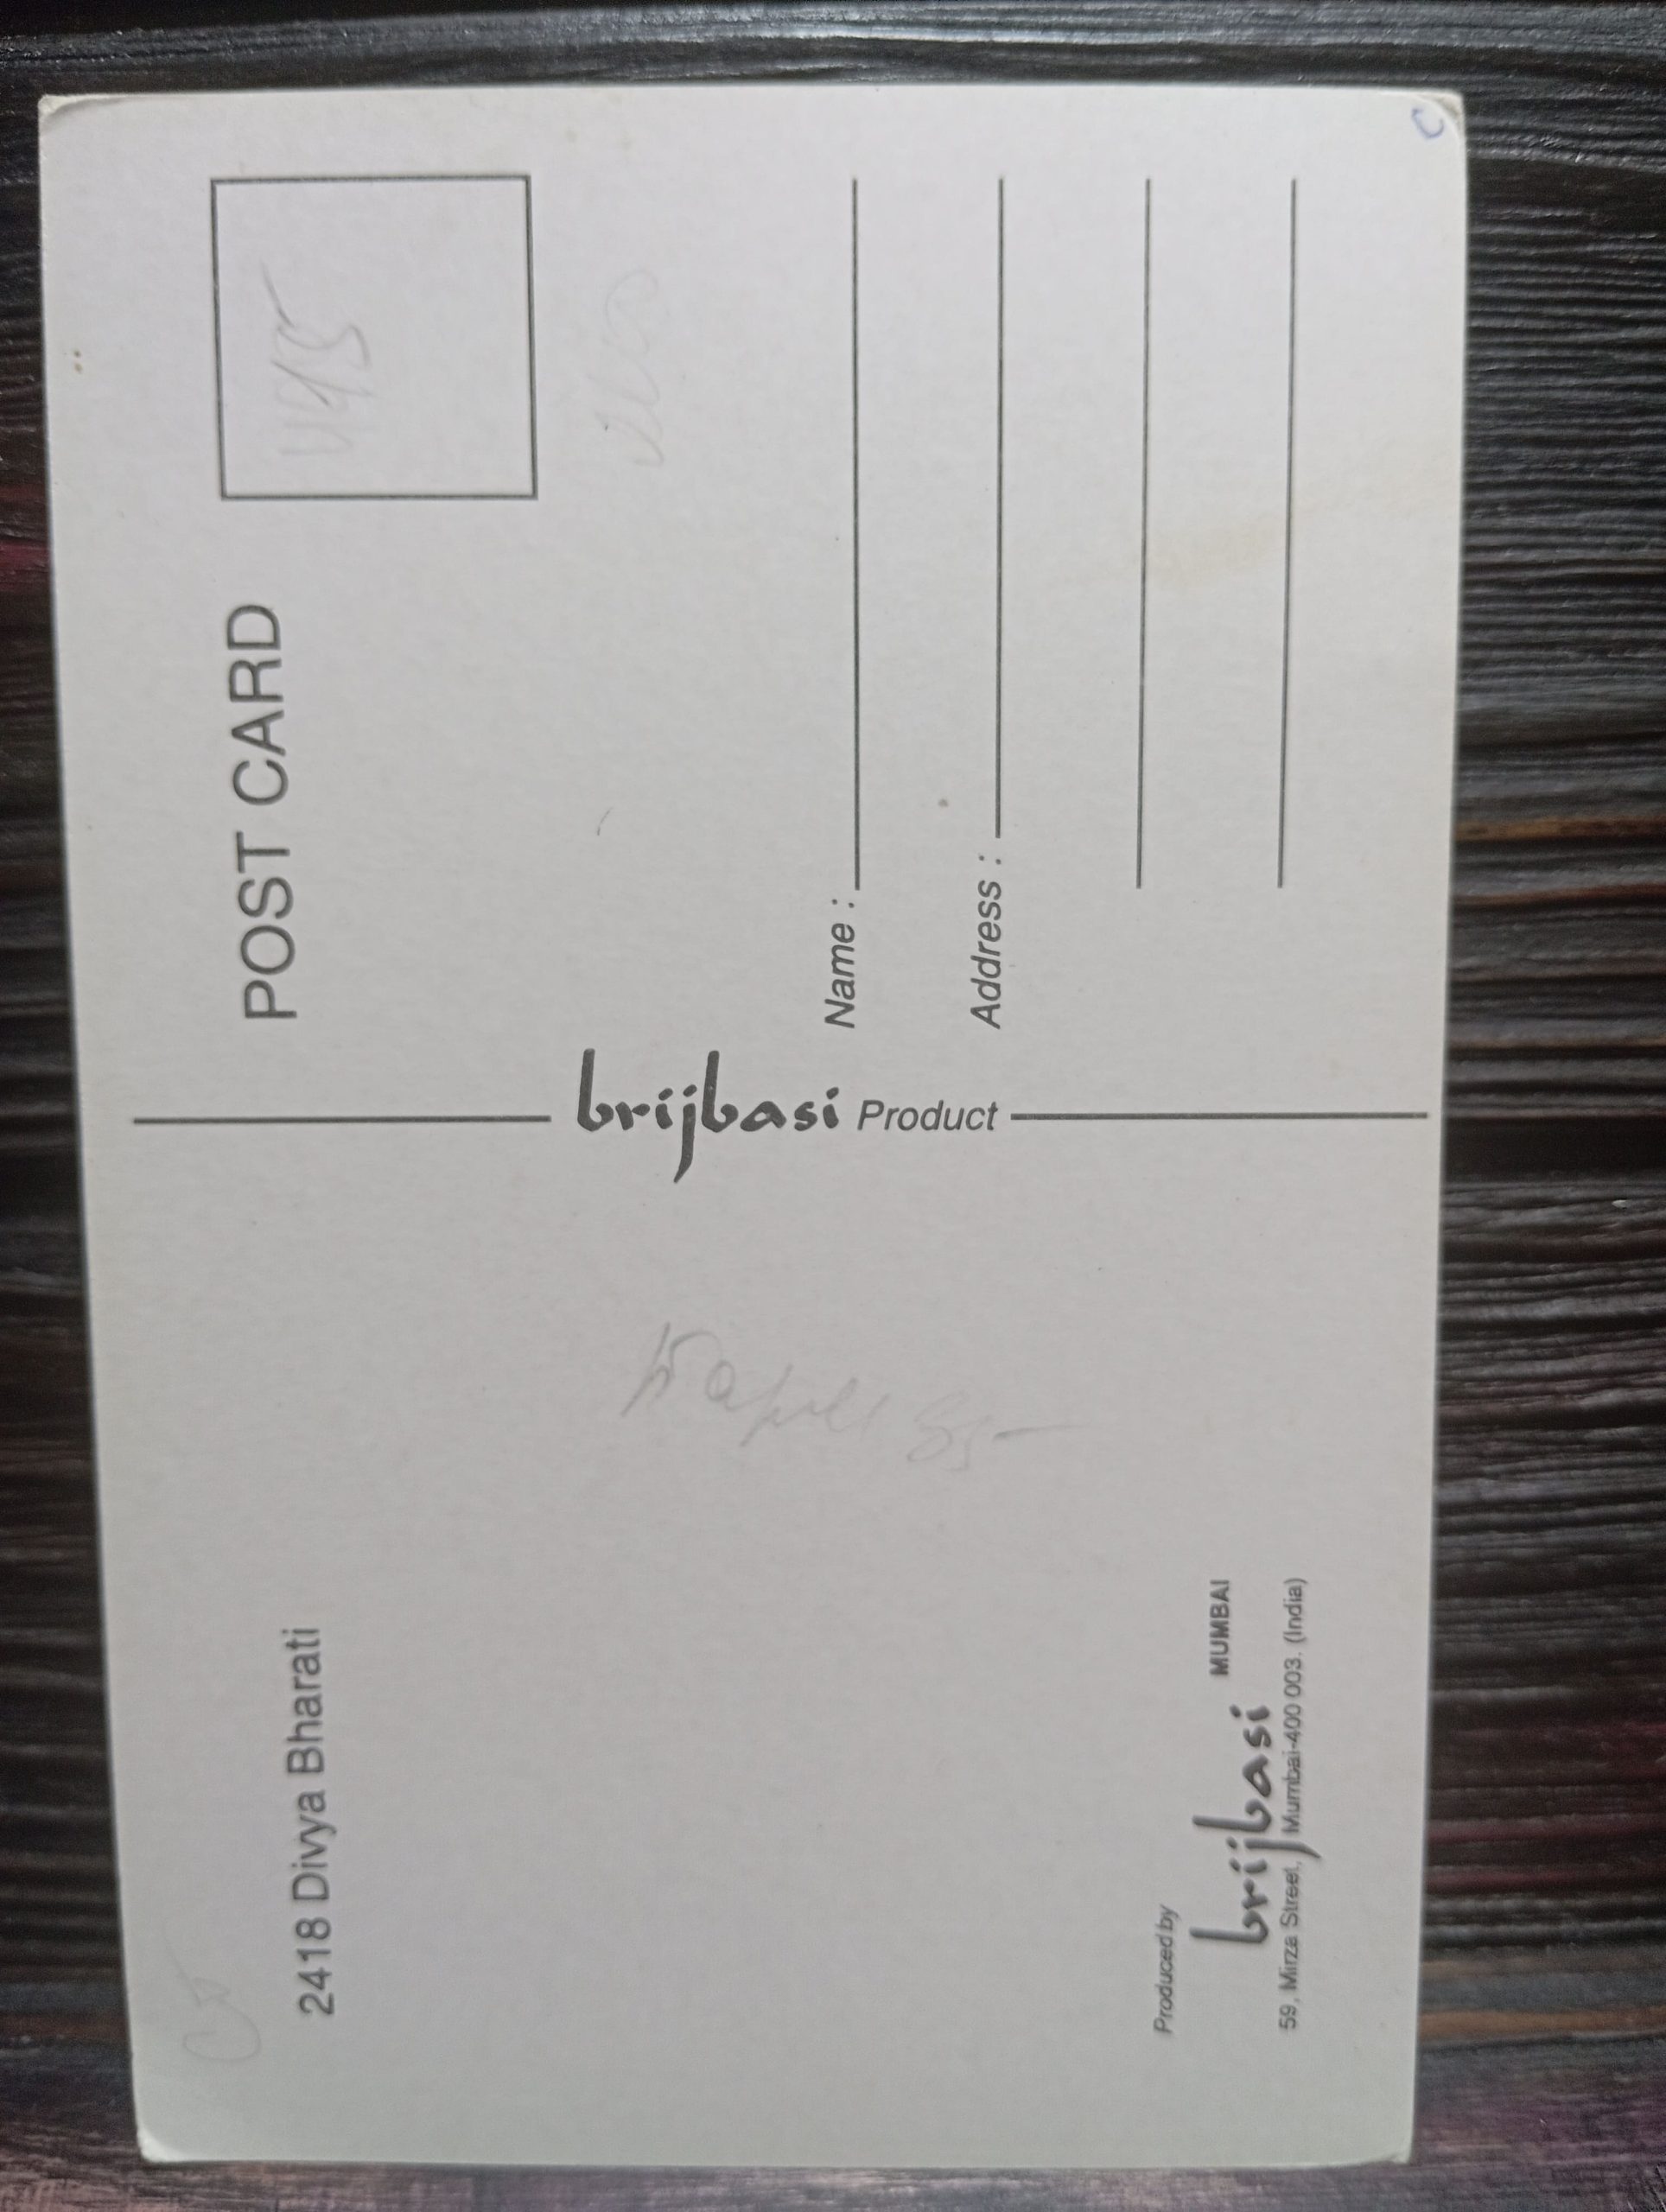 2418 Divya Bharati
Produced by
brijbasi MUMBAI
59, Mirza Street, Mumbai-400 003. (India)
brijbasi Product
POST CARD
Name :
Address :